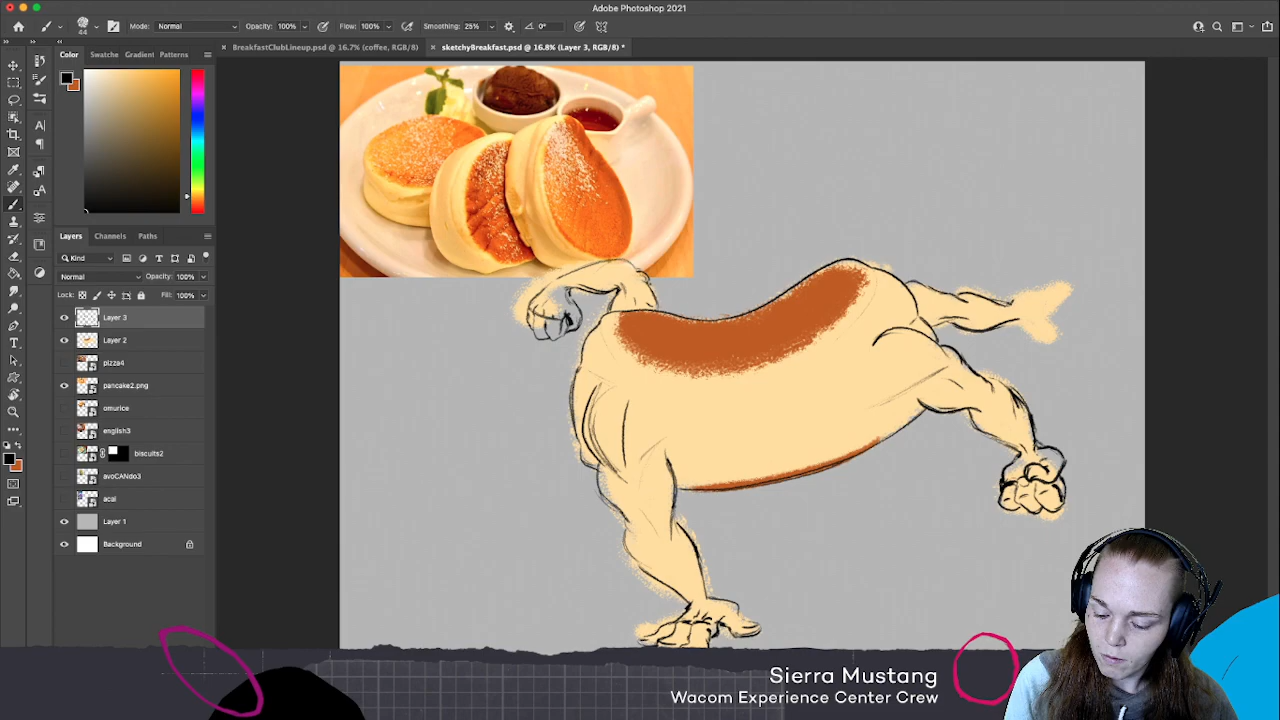 Adobe Photoshop 2021
44
Mode: Normal
Opacity: 100%
Flow: 100%
Smoothing: 25%
0°
BreakfastClubLineup.psd @ 16.7% (coffee, RGB/8)
sketchyBreakfast.psd @ 16.8% (Layer 3, RGB/8) *
Color
Swatche
Gradient
Patterns
Layers
Channels
Paths
Kind
Normal
Opacity: 100%
Lock:
Fill: 100%
Layer 3
Layer 2
pizza4
pancake2.png
omurice
english3
biscuits2
avoCANdo3
acai
Layer 1
Background
Sierra Mustang
Wacom Experience Center Crew